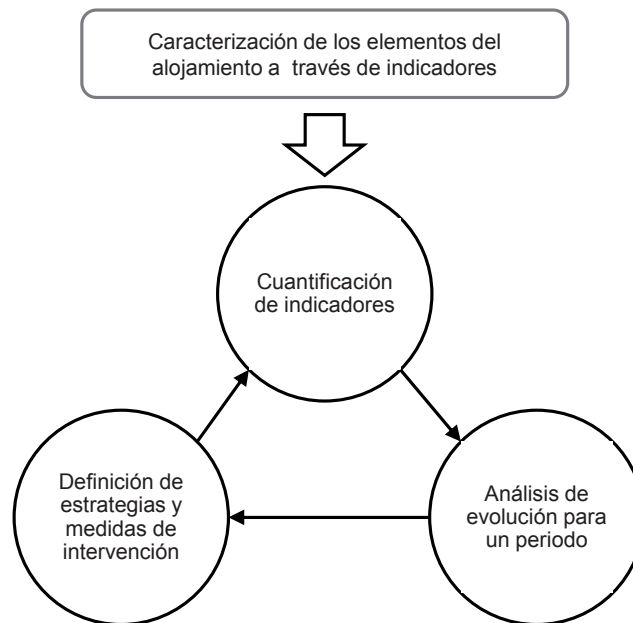 Caracterización de los elementos del
alojamiento a través de indicadores
Cuantificación
de indicadores
Definición de
estrategias y
medidas de
intervención
Análisis de
evolución para
un periodo